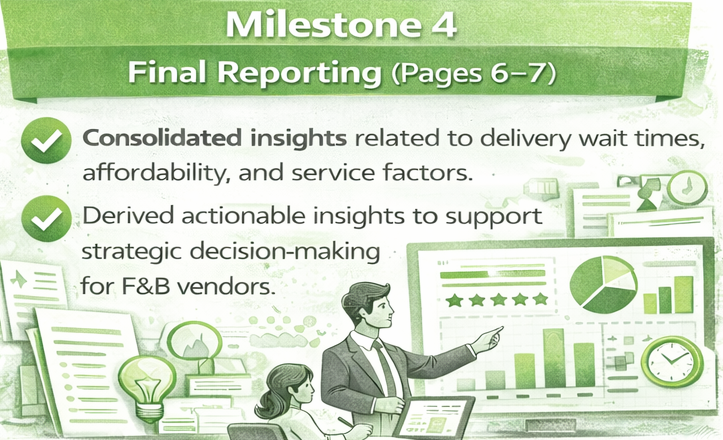 Milestone 4
Final Reporting (Pages 6–7)
Consolidated insights related to delivery wait times,
affordability, and service factors.
Derived actionable insights to support
strategic decision-making
for F&B vendors.